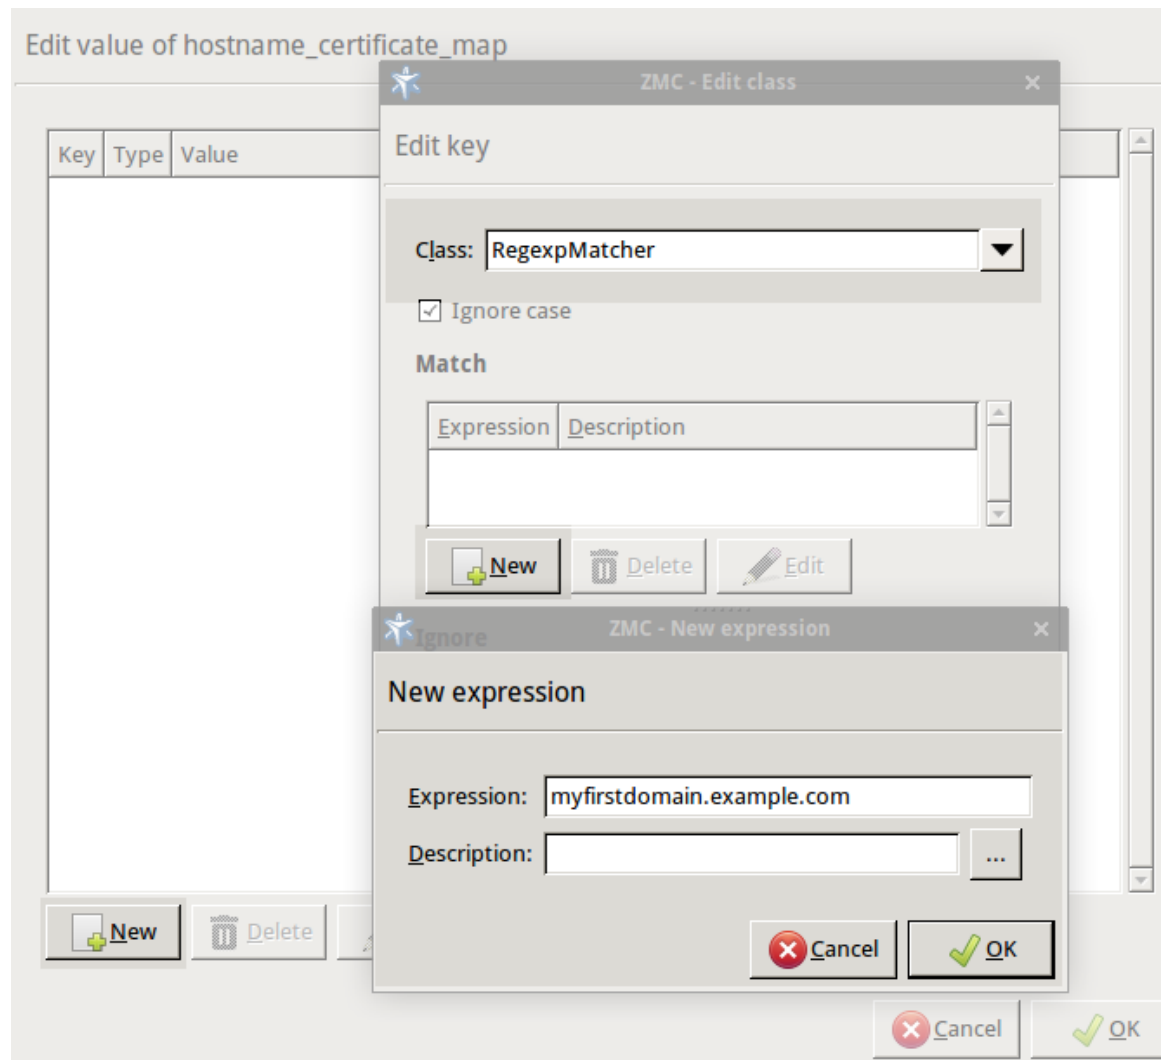 Edit value of hostname_certificate_map
ZMC - Edit class
Key Type Value
Edit key
Class: RegexpMatcher
Ignore case
Match
Expression Description
New Delete Edit
Ignore
ZMC - New expression
New expression
Expression: myfirstdomain.example.com
Description: ...
New Delete
Cancel OK
Cancel OK